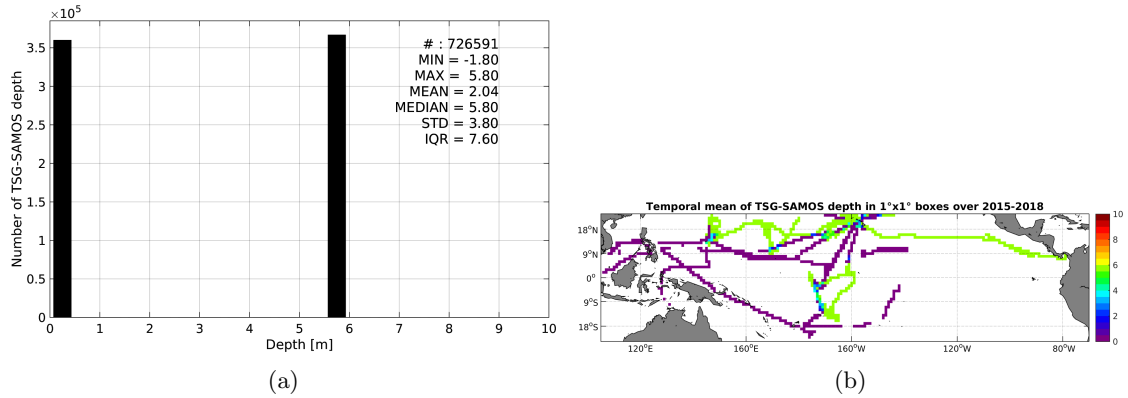 ×10⁵
3.5
3
2.5
2
1.5
1
0.5
0
Number of TSG-SAMOS depth
# : 726591
MIN = -1.80
MAX = 5.80
MEAN = 2.04
MEDIAN = 5.80
STD = 3.80
IQR = 7.60
0 1 2 3 4 5 6 7 8 9 10
Depth [m]
(a)
Temporal mean of TSG-SAMOS depth in 1°x1° boxes over 2015-2018
18°N
9°N
0°
9°S
18°S
120°E 160°E 160°W 120°W 80°W
10
8
6
4
2
0
(b)